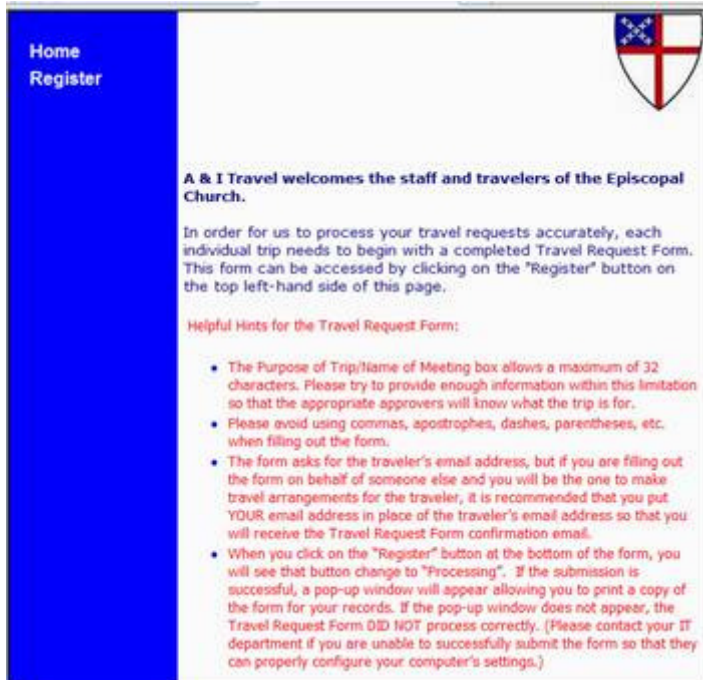 Home
Register
A & I Travel welcomes the staff and travelers of the Episcopal
Church.
In order for us to process your travel requests accurately, each
individual trip needs to begin with a completed Travel Request Form.
This form can be accessed by clicking on the "Register" button on
the top left-hand side of this page.
Helpful Hints for the Travel Request Form:
• The Purpose of Trip/Name of Meeting box allows a maximum of 32
characters. Please try to provide enough information within this limitation
so that the appropriate approvers will know what the trip is for.
• Please avoid using commas, apostrophes, dashes, parentheses, etc.
when filling out the form.
• The form asks for the traveler's email address, but if you are filling out
the form on behalf of someone else and you will be the one to make
travel arrangements for the traveler, it is recommended that you put
YOUR email address in place of the traveler's email address so that you
will receive the Travel Request Form confirmation email.
• When you click on the "Register" button at the bottom of the form, you
will see that button change to "Processing". If the submission is
successful, a pop-up window will appear allowing you to print a copy of
the form for your records. If the pop-up window does not appear, the
Travel Request Form DID NOT process correctly. (Please contact your IT
department if you are unable to successfully submit the form so that they
can properly configure your computer's settings.)